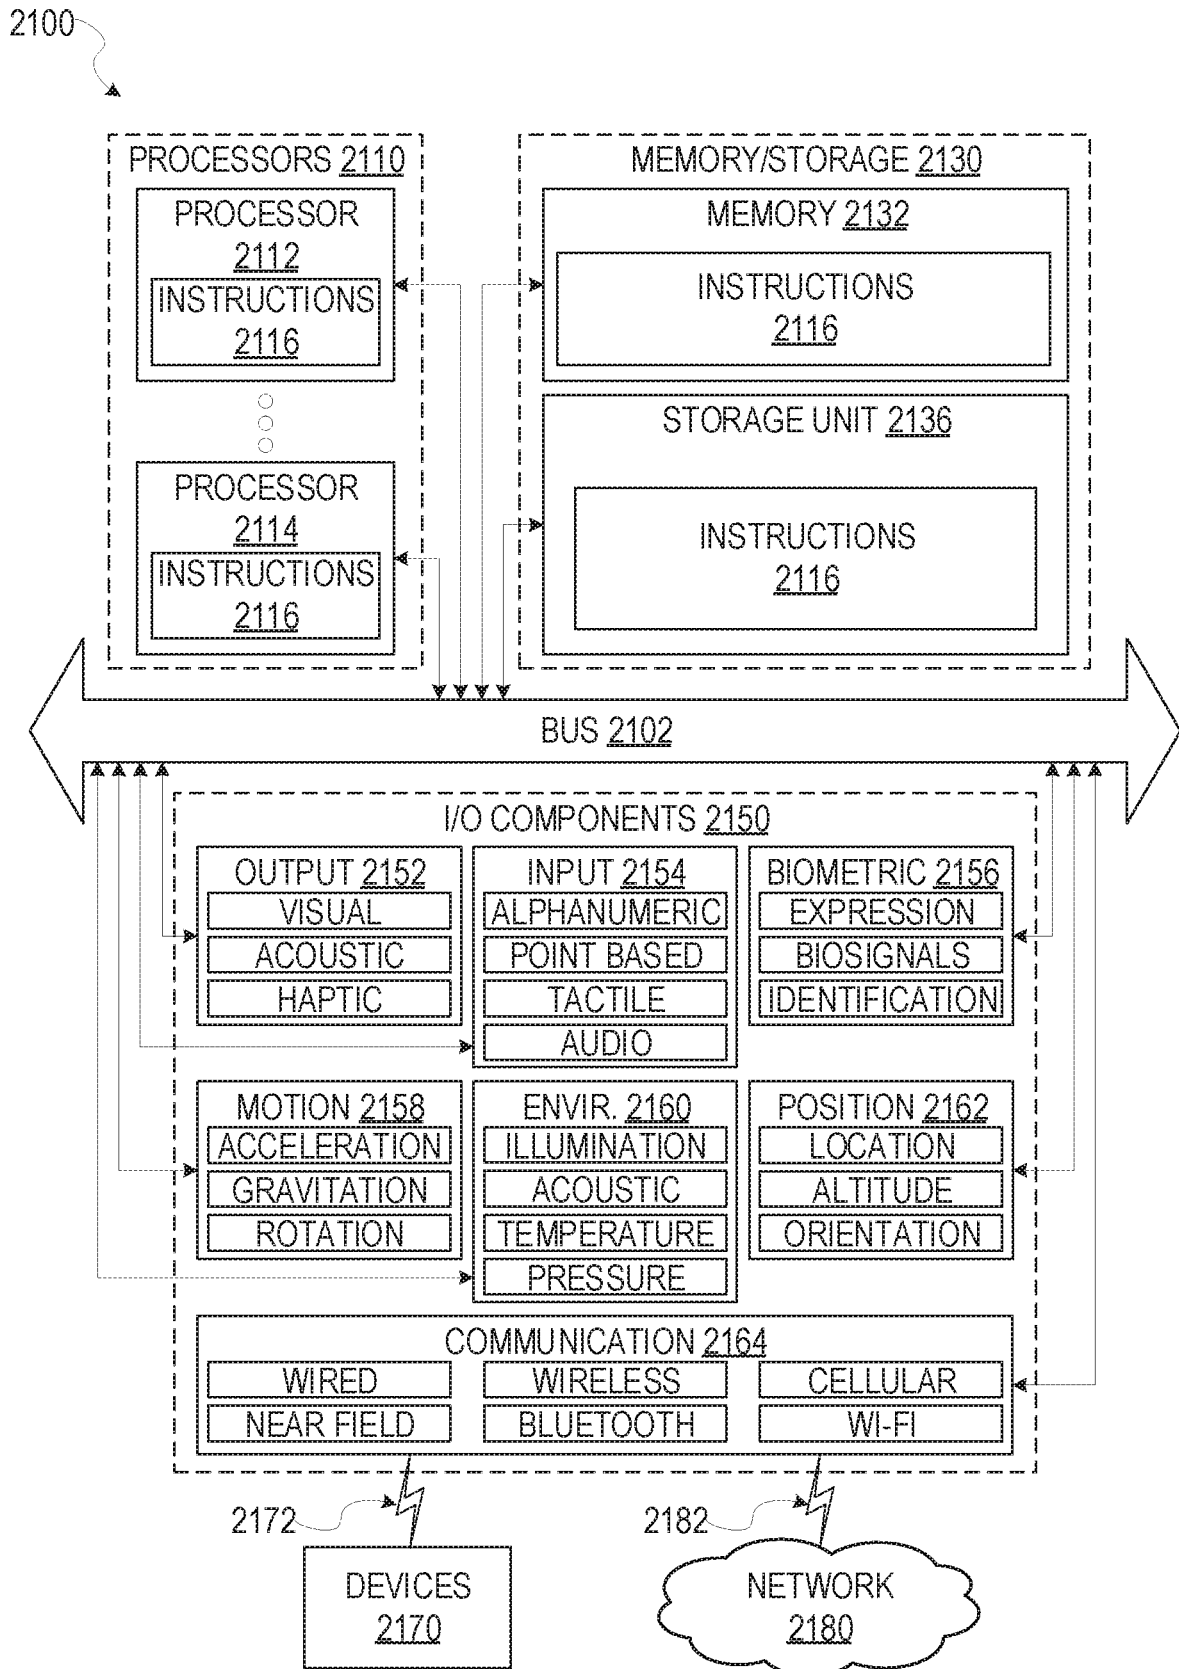 2100
PROCESSORS 2110
PROCESSOR
2112
INSTRUCTIONS
2116
PROCESSOR
2114
INSTRUCTIONS
2116
MEMORY/STORAGE 2130
MEMORY 2132
INSTRUCTIONS
2116
STORAGE UNIT 2136
INSTRUCTIONS
2116
BUS 2102
I/O COMPONENTS 2150
OUTPUT 2152
VISUAL
ACOUSTIC
HAPTIC
INPUT 2154
ALPHANUMERIC
POINT BASED
TACTILE
AUDIO
BIOMETRIC 2156
EXPRESSION
BIOSIGNALS
IDENTIFICATION
MOTION 2158
ACCELERATION
GRAVITATION
ROTATION
ENVIR. 2160
ILLUMINATION
ACOUSTIC
TEMPERATURE
PRESSURE
POSITION 2162
LOCATION
ALTITUDE
ORIENTATION
COMMUNICATION 2164
WIRED
WIRELESS
CELLULAR
NEAR FIELD
BLUETOOTH
WI-FI
2172
2182
DEVICES
2170
NETWORK
2180